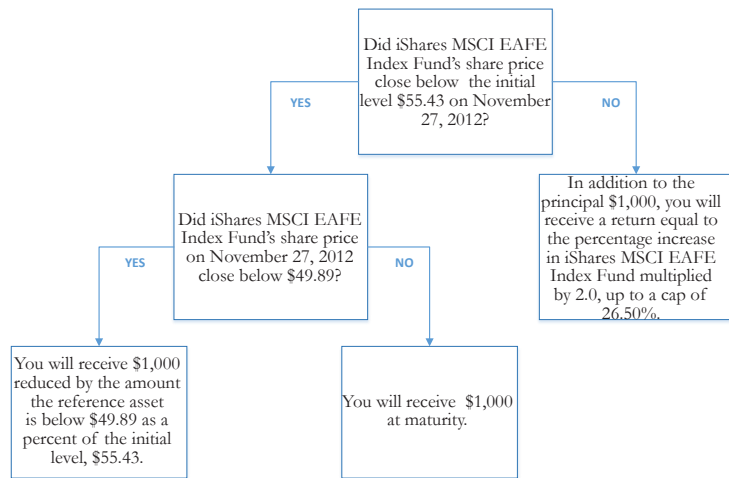 Did iShares MSCI EAFE
Index Fund's share price
close below the initial
level $55.43 on November
27, 2012?
YES
NO
Did iShares MSCI EAFE
Index Fund's share price
on November 27, 2012
close below $49.89?
In addition to the
principal $1,000, you will
receive a return equal to
the percentage increase
in iShares MSCI EAFE
Index Fund multiplied
by 2.0, up to a cap of
26.50%.
YES
NO
You will receive $1,000
reduced by the amount
the reference asset
is below $49.89 as a
percent of the initial
level, $55.43.
You will receive $1,000
at maturity.